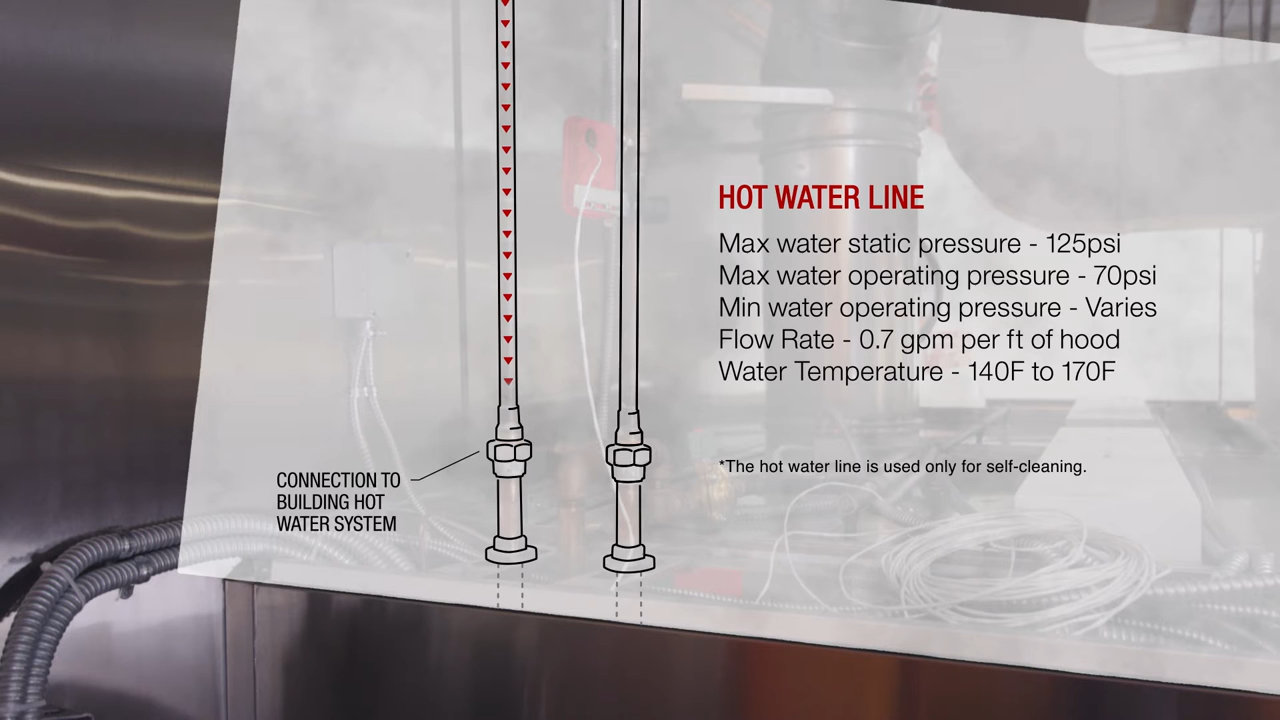 HOT WATER LINE
Max water static pressure - 125psi
Max water operating pressure - 70psi
Min water operating pressure - Varies
Flow Rate - 0.7 gpm per ft of hood
Water Temperature - 140F to 170F
*The hot water line is used only for self-cleaning.
CONNECTION TO
BUILDING HOT
WATER SYSTEM